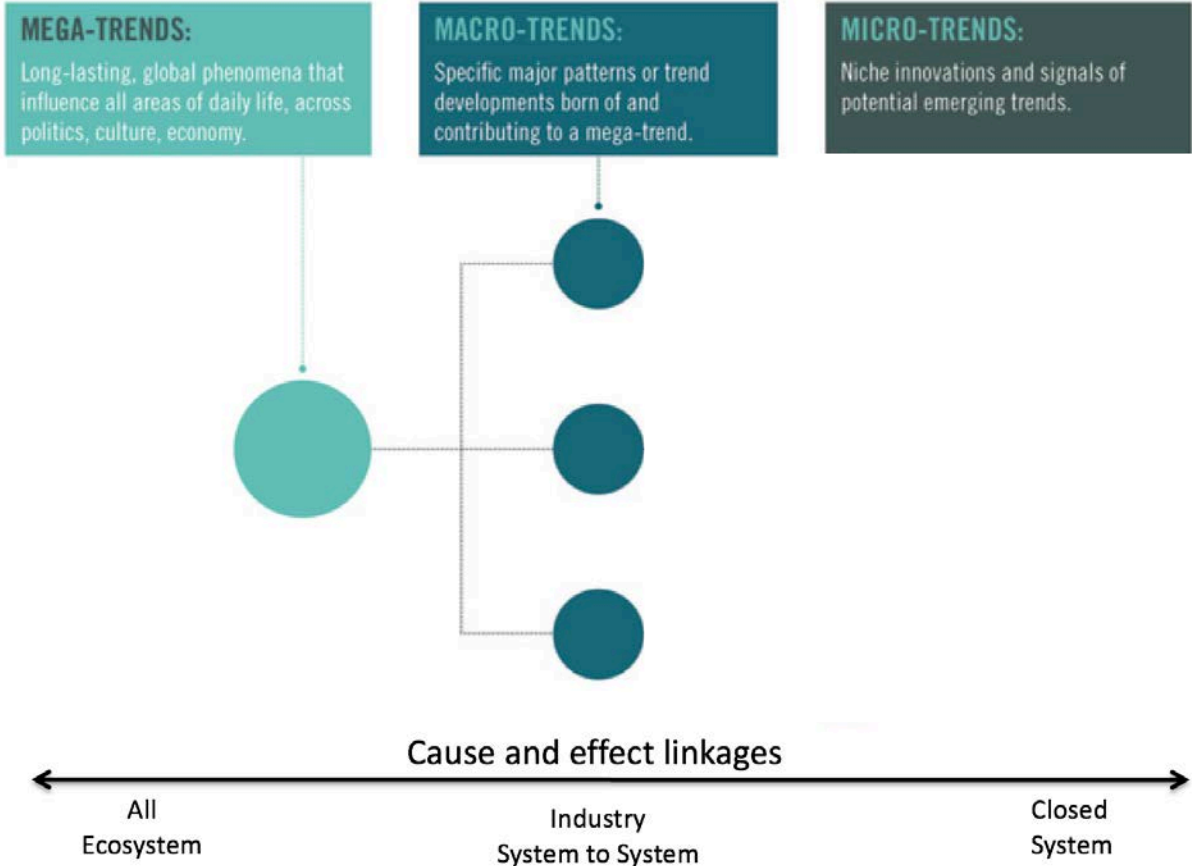 MEGA-TRENDS:
Long-lasting, global phenomena that
influence all areas of daily life, across
politics, culture, economy.
MACRO-TRENDS:
Specific major patterns or trend
developments born of and
contributing to a mega-trend.
MICRO-TRENDS:
Niche innovations and signals of
potential emerging trends.
Cause and effect linkages
All
Ecosystem
Industry
System to System
Closed
System